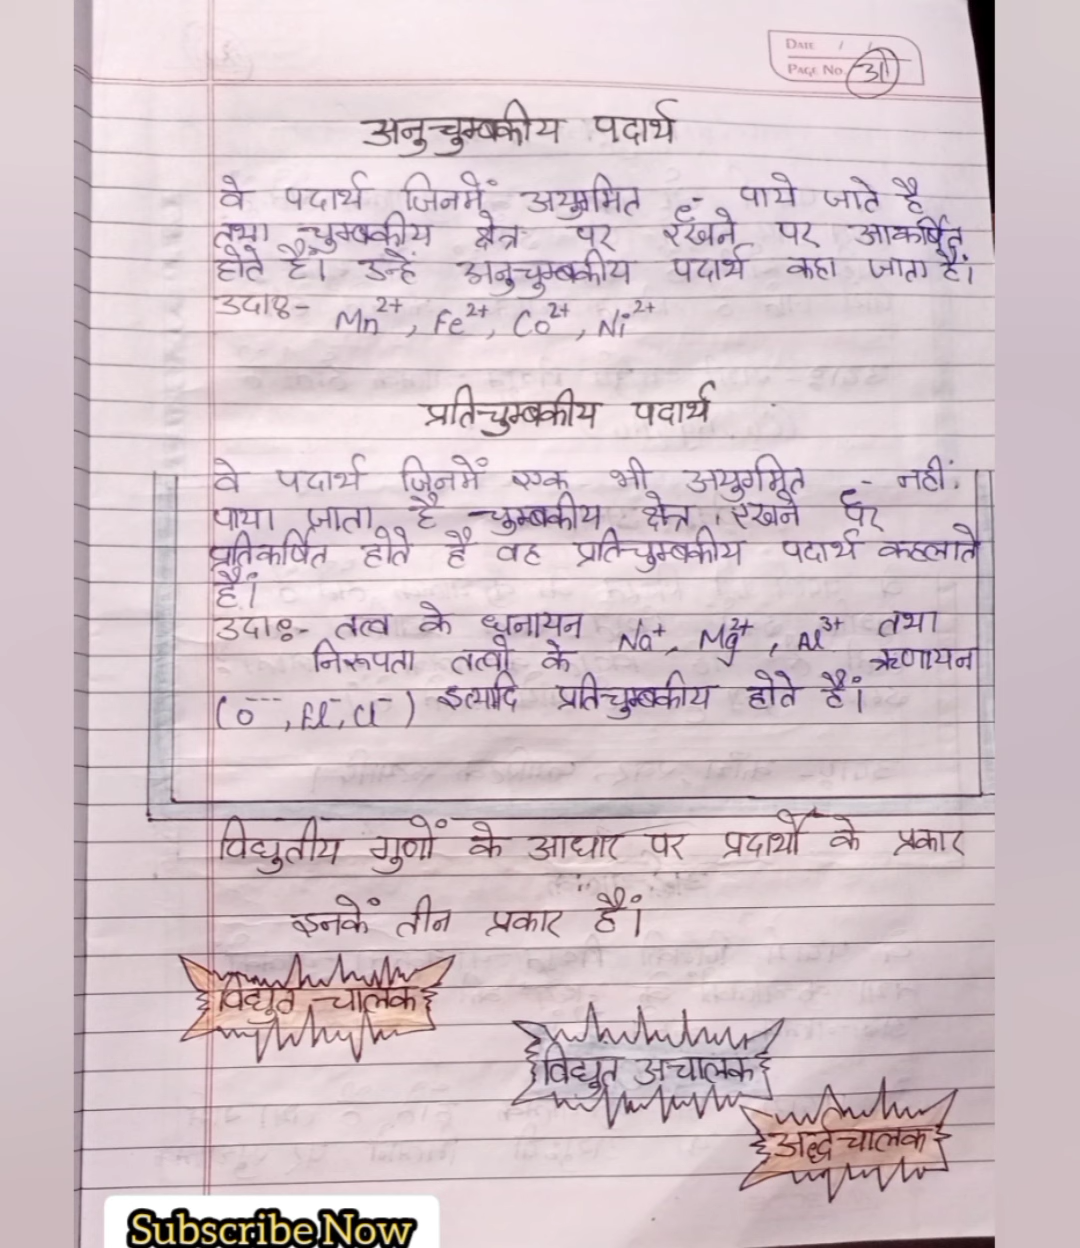 DATE / /
PAGE No. 31
अनुचुम्बकीय पदार्थ
वे पदार्थ जिनमें अयुग्मित e⁻ पाये जाते है
तथा चुम्बकीय क्षेत्र पर रखने पर आकर्षित
होते है। उन्हें अनुचुम्बकीय पदार्थ कहा जाता है।
उदाः- Mn²⁺, Fe²⁺, Co²⁺, Ni²⁺
प्रतिचुम्बकीय पदार्थ
वे पदार्थ जिनमें एक भी अयुगमित e⁻ नहीं
पाया जाता है चुम्बकीय क्षेत्र रखने पर
प्रतिकर्षित होते है वह प्रतिचुम्बकीय पदार्थ कहलाते
है।
उदाः- तत्व के धनायन Na⁺, Mg²⁺, Al³⁺ तथा
निरूपता तत्वो के ऋणायन
(O⁻⁻, Cl⁻) इत्यादि प्रतिचुम्बकीय होते हैं।
विद्युतीय गुणों के आधार पर प्रदार्थो के प्रकार
इनकें तीन प्रकार हैं।
विद्युत चालक
विद्युत अचालक
अर्द्धचालक
Subscribe Now